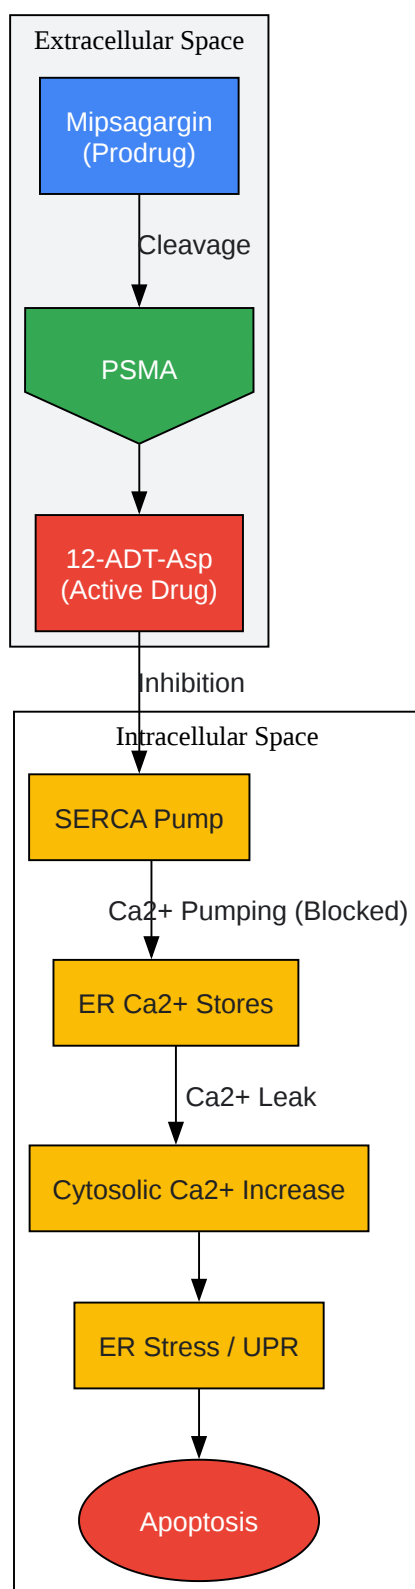 Extracellular Space
Mipsagargin
(Prodrug)
Cleavage
PSMA
12-ADT-Asp
(Active Drug)
Inhibition
Intracellular Space
SERCA Pump
Ca2+ Pumping (Blocked)
ER Ca2+ Stores
Ca2+ Leak
Cytosolic Ca2+ Increase
ER Stress / UPR
Apoptosis